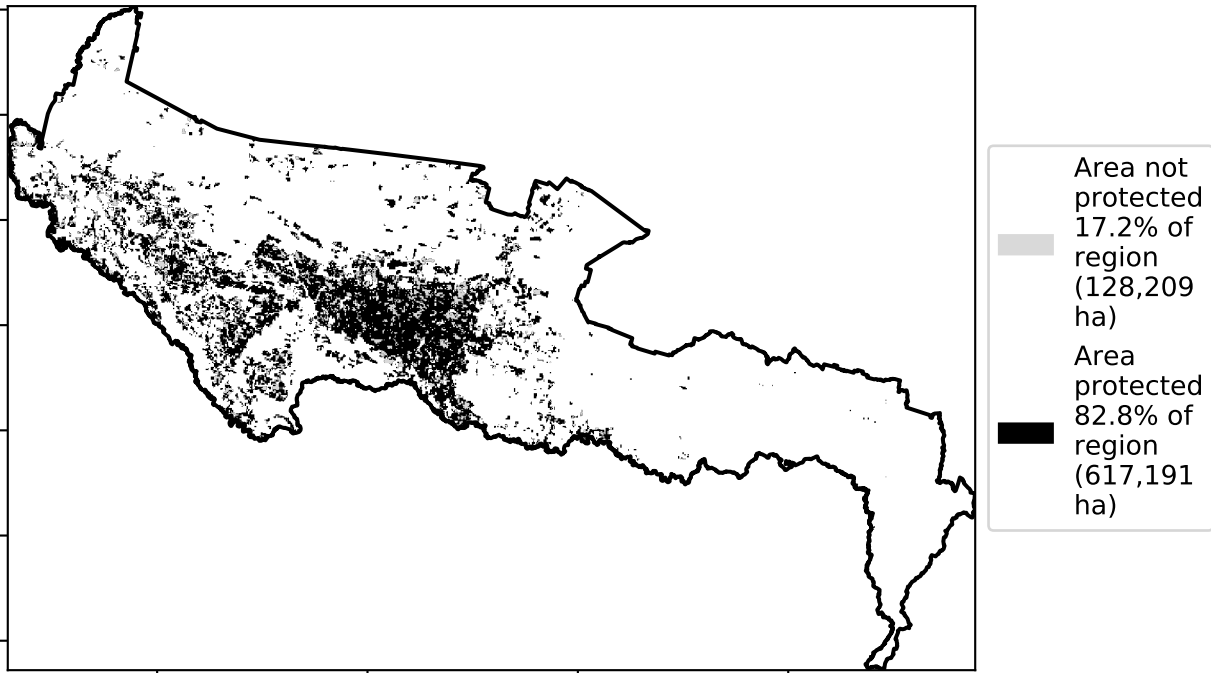 Area not
protected
17.2% of
region
(128,209
ha)
Area
protected
82.8% of
region
(617,191
ha)